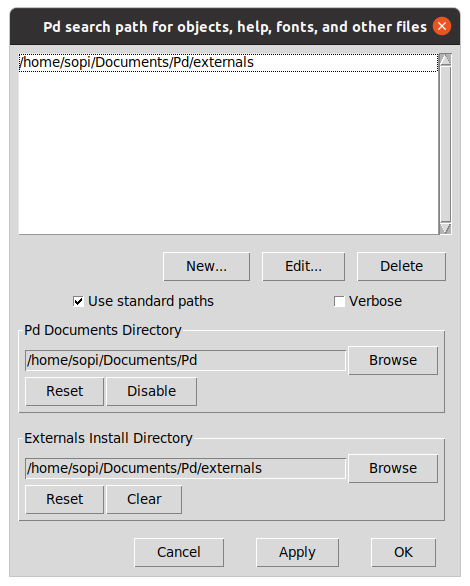 Pd search path for objects, help, fonts, and other files
/home/sopi/Documents/Pd/externals
New... Edit... Delete
Use standard paths Verbose
Pd Documents Directory
/home/sopi/Documents/Pd Browse
Reset Disable
Externals Install Directory
/home/sopi/Documents/Pd/externals Browse
Reset Clear
Cancel Apply OK